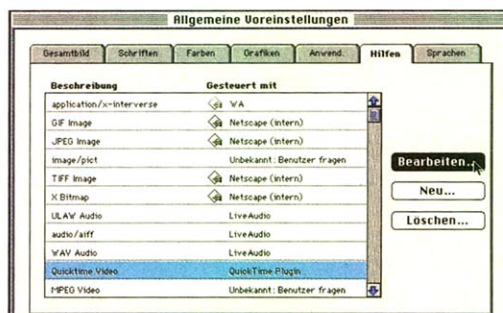 Allgemeine Voreinstellungen
Gesamtbild Schriften Farben Grafiken Anwend. Hilfen Sprachen
Beschreibung Gesteuert mit
application/x-interverse WA
GIF Image Netscape (intern)
JPEG Image Netscape (intern)
image/pict Unbekannt: Benutzer fragen
TIFF Image Netscape (intern)
X Bitmap Netscape (intern)
ULAW Audio LiveAudio
audio/aiff LiveAudio
WAV Audio LiveAudio
Quicktime Video QuickTime Plugin
MPEG Video Unbekannt: Benutzer fragen
Bearbeiten...
Neu...
Löschen...